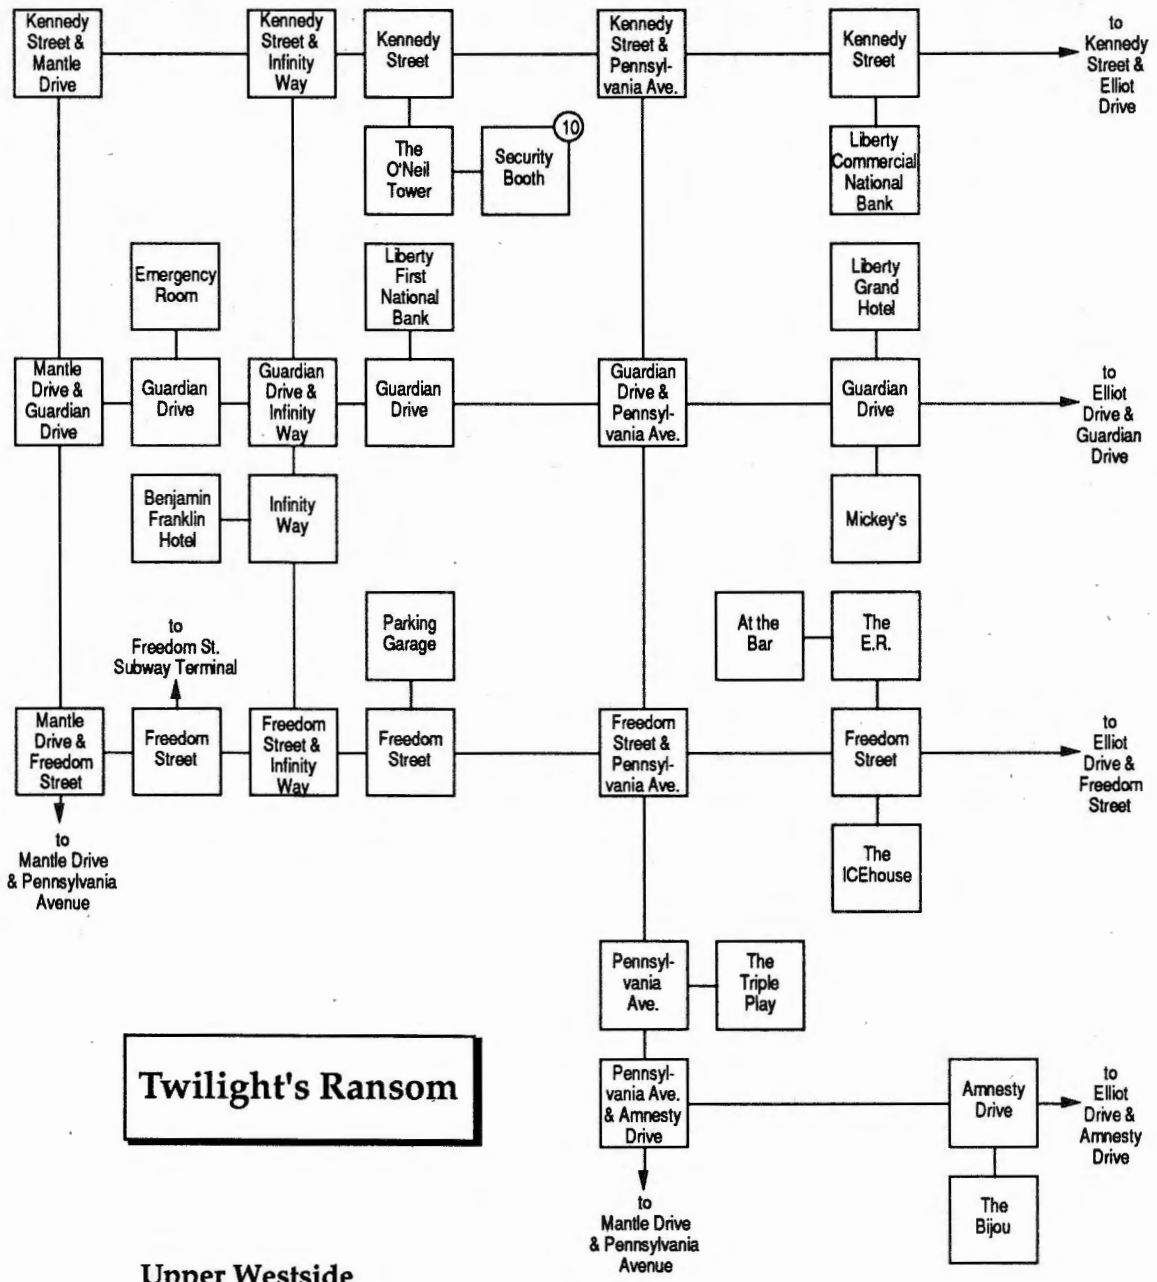 Kennedy
Street &
Mantle
Drive
Kennedy
Street &
Infinity
Way
Kennedy
Street
Kennedy
Street &
Pennsyl-
vania Ave.
Kennedy
Street
to
Kennedy
Street &
Elliot
Drive
The
O'Neil
Tower
Security
Booth
10
Liberty
Commercial
National
Bank
Emergency
Room
Liberty
First
National
Bank
Liberty
Grand
Hotel
Mantle
Drive &
Guardian
Drive
Guardian
Drive
Guardian
Drive &
Infinity
Way
Guardian
Drive
Guardian
Drive &
Pennsyl-
vania Ave.
Guardian
Drive
to
Elliot
Drive &
Guardian
Drive
Benjamin
Franklin
Hotel
Infinity
Way
Mickey's
to
Freedom St.
Subway Terminal
Parking
Garage
At the
Bar
The
E.R.
Mantle
Drive &
Freedom
Street
Freedom
Street
Freedom
Street &
Infinity
Way
Freedom
Street
Freedom
Street &
Pennsyl-
vania Ave.
Freedom
Street
to
Elliot
Drive &
Freedom
Street
to
Mantle Drive
& Pennsylvania
Avenue
The
ICEhouse
Pennsyl-
vania
Ave.
The
Triple
Play
Twilight's Ransom
Pennsyl-
vania Ave.
& Amnesty
Drive
Amnesty
Drive
to
Elliot
Drive &
Amnesty
Drive
to
Mantle Drive
& Pennsylvania
Avenue
The
Bijou
Upper Westside